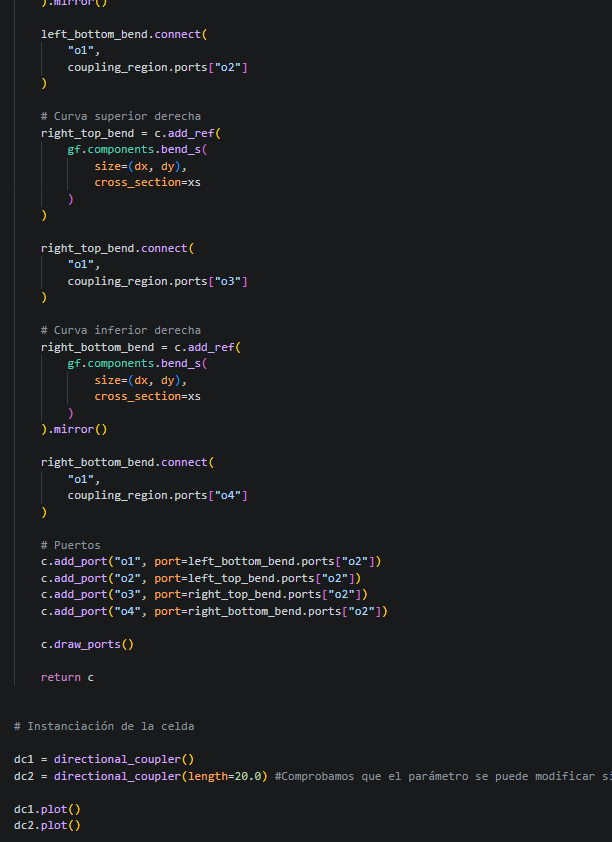 ).mirror()
left_bottom_bend.connect(
"o1",
coupling_region.ports["o2"]
)
# Curva superior derecha
right_top_bend = c.add_ref(
gf.components.bend_s(
size=(dx, dy),
cross_section=xs
)
)
right_top_bend.connect(
"o1",
coupling_region.ports["o3"]
)
# Curva inferior derecha
right_bottom_bend = c.add_ref(
gf.components.bend_s(
size=(dx, dy),
cross_section=xs
)
).mirror()
right_bottom_bend.connect(
"o1",
coupling_region.ports["o4"]
)
# Puertos
c.add_port("o1", port=left_bottom_bend.ports["o2"])
c.add_port("o2", port=left_top_bend.ports["o2"])
c.add_port("o3", port=right_top_bend.ports["o2"])
c.add_port("o4", port=right_bottom_bend.ports["o2"])
c.draw_ports()
return c
# Instanciación de la celda
dc1 = directional_coupler()
dc2 = directional_coupler(length=20.0) #Comprobamos que el parámetro se puede modificar si
dc1.plot()
dc2.plot()